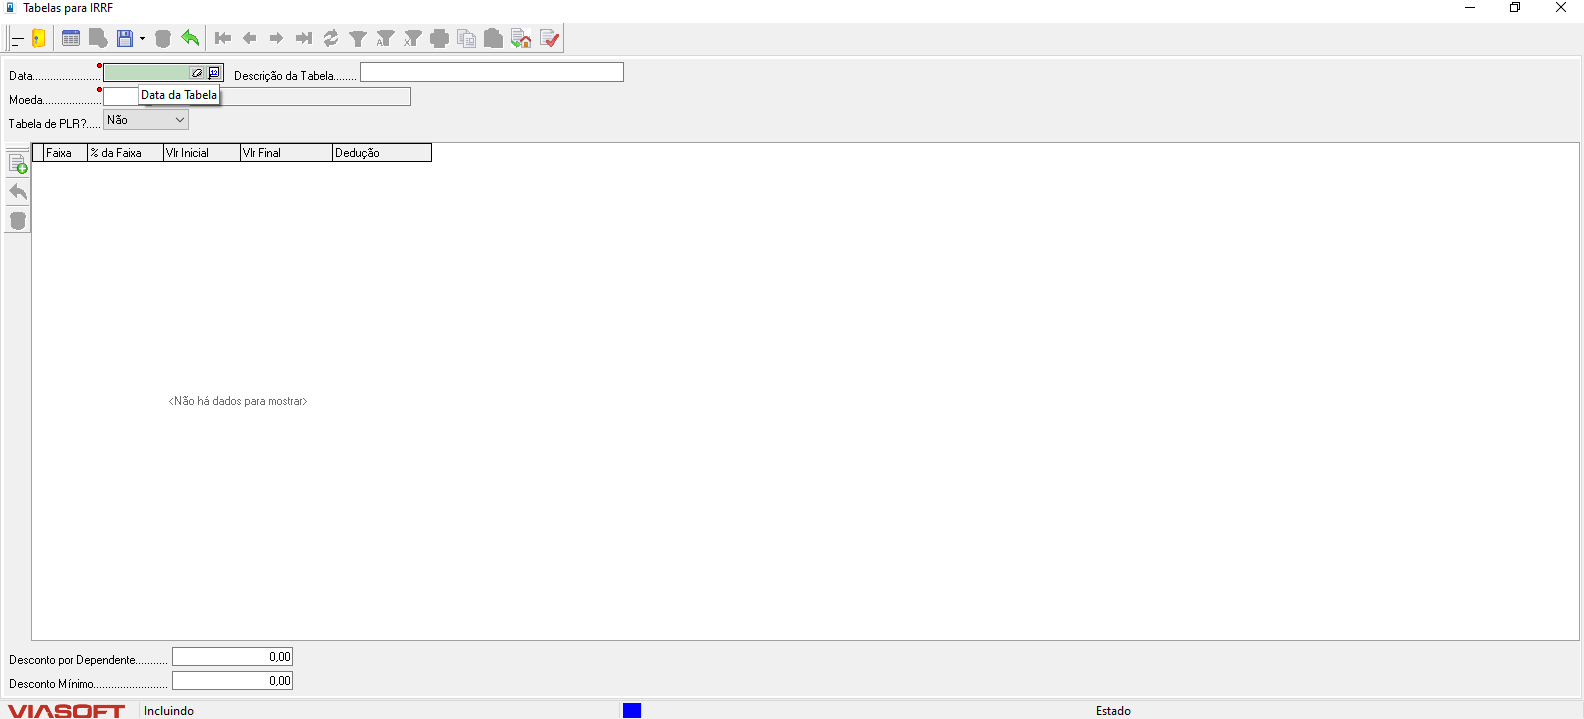 Tabelas para IRRF
Data...................... Descrição da Tabela........
Data da Tabela
Moeda...................
Tabela de PLR?..... Não
Faixa % da Faixa Vlr Inicial Vlr Final Dedução
<Não há dados para mostrar>
Desconto por Dependente........... 0,00
Desconto Mínimo......................... 0,00
VIASOFT Incluindo Estado